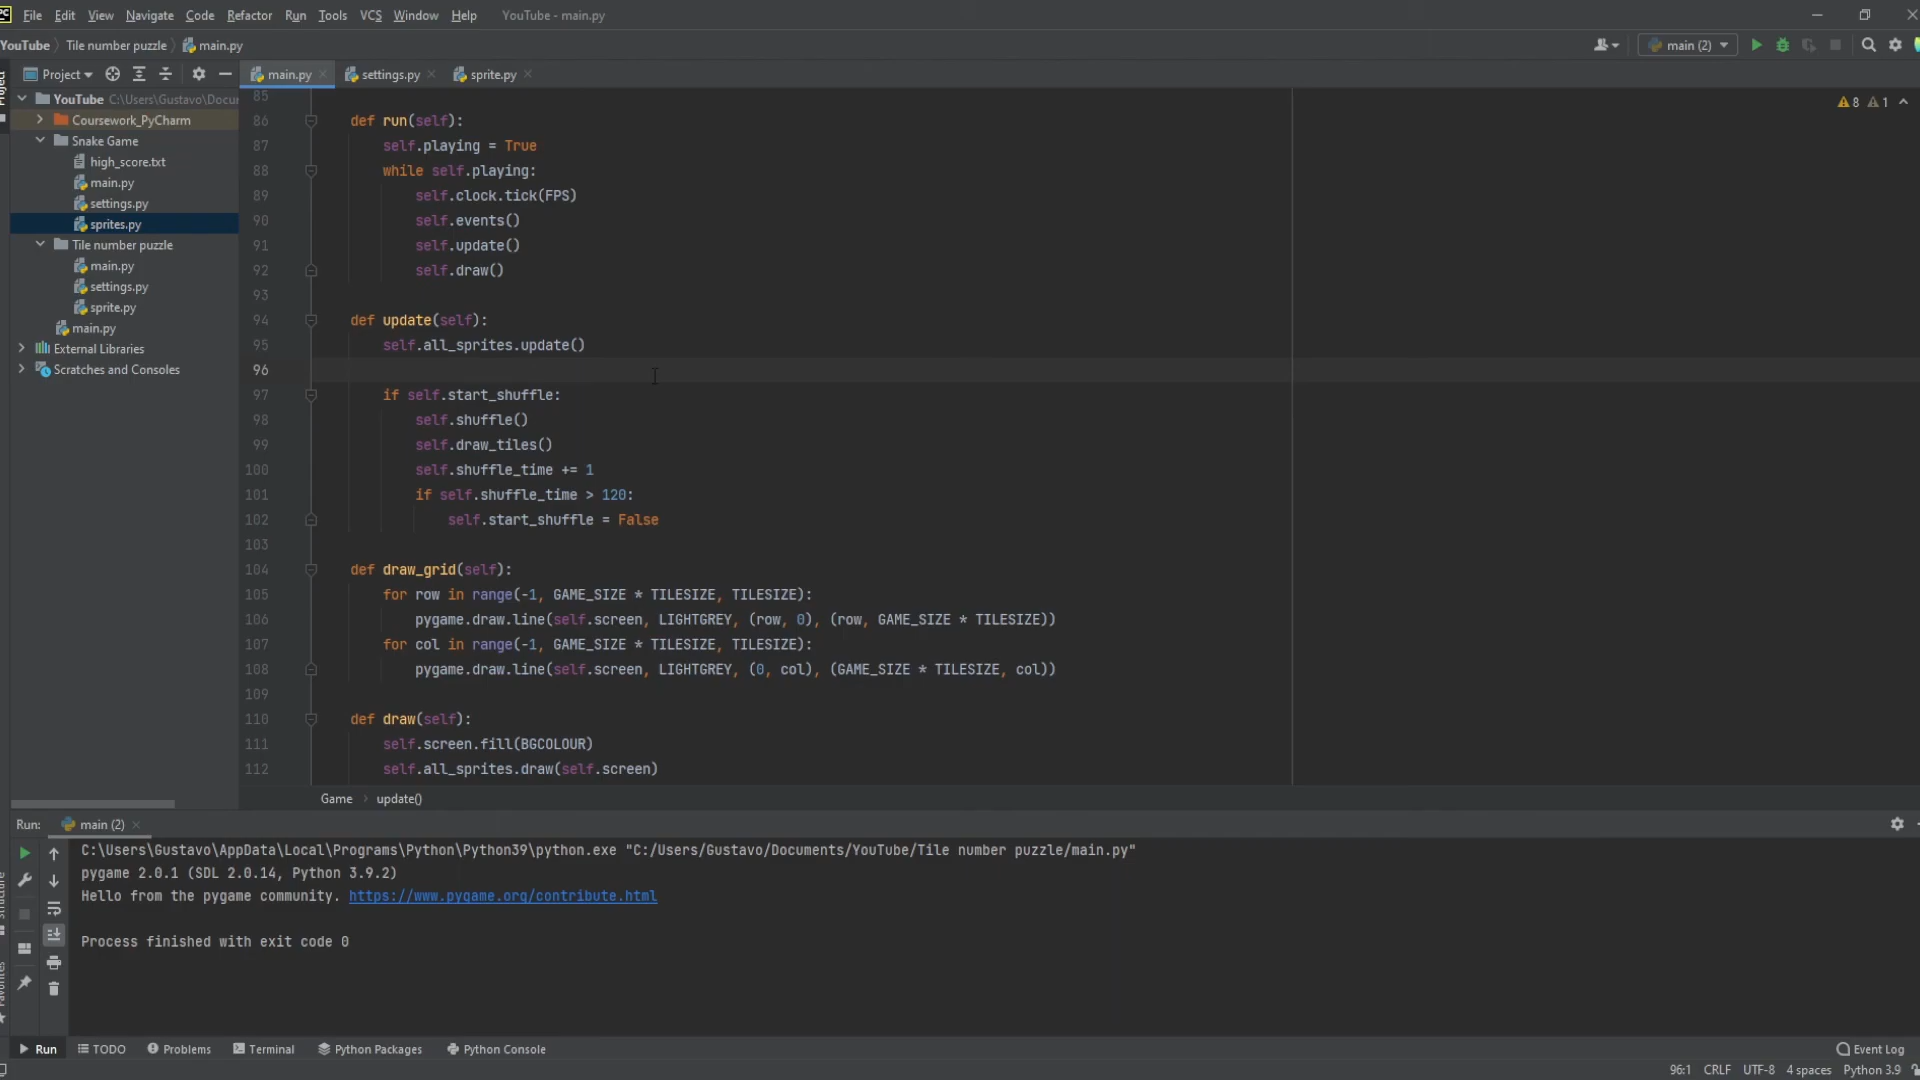 PC File Edit View Navigate Code Refactor Run Tools VCS Window Help YouTube - main.py
YouTube Tile number puzzle main.py main (2)
Project main.py settings.py sprite.py
Project
YouTube C:\Users\Gustavo\Docu
Coursework_PyCharm
Snake Game
high_score.txt
main.py
settings.py
sprites.py
Tile number puzzle
main.py
settings.py
sprite.py
main.py
External Libraries
Scratches and Consoles
8 1
85
86 def run(self):
87 self.playing = True
88 while self.playing:
89 self.clock.tick(FPS)
90 self.events()
91 self.update()
92 self.draw()
93
94 def update(self):
95 self.all_sprites.update()
96
97 if self.start_shuffle:
98 self.shuffle()
99 self.draw_tiles()
100 self.shuffle_time += 1
101 if self.shuffle_time > 120:
102 self.start_shuffle = False
103
104 def draw_grid(self):
105 for row in range(-1, GAME_SIZE * TILESIZE, TILESIZE):
106 pygame.draw.line(self.screen, LIGHTGREY, (row, 0), (row, GAME_SIZE * TILESIZE))
107 for col in range(-1, GAME_SIZE * TILESIZE, TILESIZE):
108 pygame.draw.line(self.screen, LIGHTGREY, (0, col), (GAME_SIZE * TILESIZE, col))
109
110 def draw(self):
111 self.screen.fill(BGCOLOUR)
112 self.all_sprites.draw(self.screen)
Game update()
Run: main (2)
C:\Users\Gustavo\AppData\Local\Programs\Python\Python39\python.exe "C:/Users/Gustavo/Documents/YouTube/Tile number puzzle/main.py"
pygame 2.0.1 (SDL 2.0.14, Python 3.9.2)
Hello from the pygame community. https://www.pygame.org/contribute.html
Process finished with exit code 0
Favorites
Run TODO Problems Terminal Python Packages Python Console Event Log
96:1 CRLF UTF-8 4 spaces Python 3.9